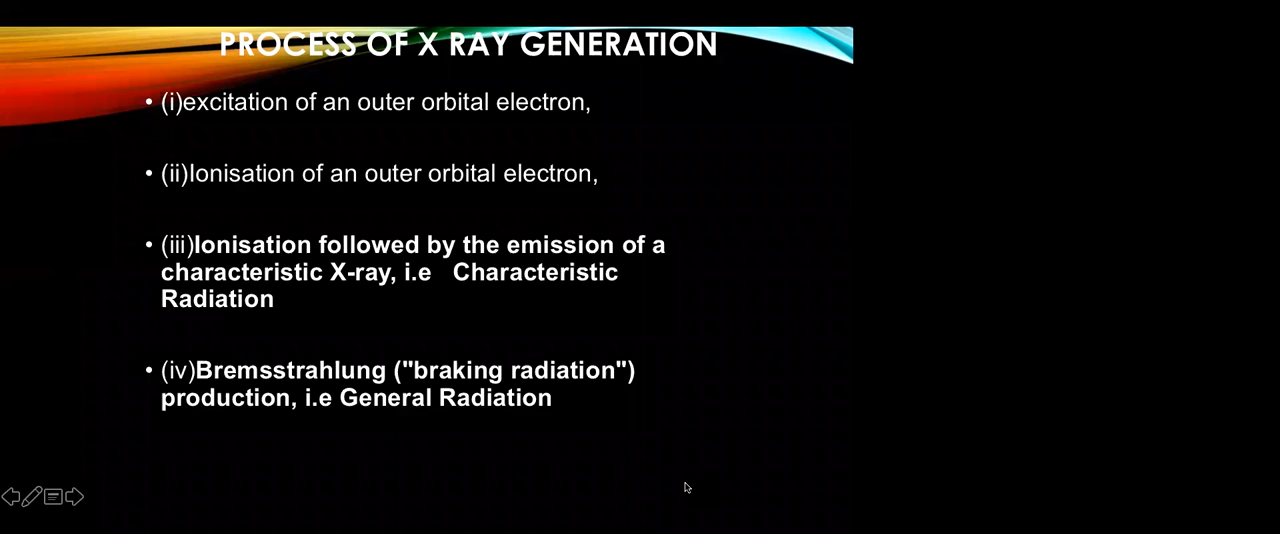 PROCESS OF X RAY GENERATION
• (i)excitation of an outer orbital electron,
• (ii)Ionisation of an outer orbital electron,
• (iii)Ionisation followed by the emission of a
characteristic X-ray, i.e Characteristic
Radiation
• (iv)Bremsstrahlung ("braking radiation")
production, i.e General Radiation